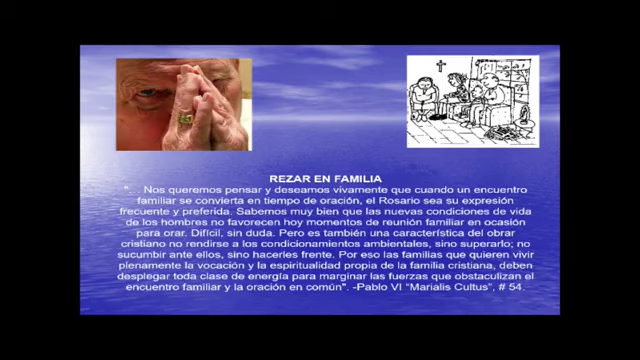 REZAR EN FAMILIA
"... Nos queremos pensar y deseamos vivamente que cuando un encuentro
familiar se convierta en tiempo de oración, el Rosario sea su expresión
frecuente y preferida. Sabemos muy bien que las nuevas condiciones de vida
de los hombres no favorecen hoy momentos de reunión familiar en ocasión
para orar. Difícil, sin duda. Pero es también una característica del obrar
cristiano no rendirse a los condicionamientos ambientales, sino superarlo; no
sucumbir ante ellos, sino hacerles frente. Por eso las familias que quieren vivir
plenamente la vocación y la espiritualidad propia de la familia cristiana, deben
desplegar toda clase de energía para marginar las fuerzas que obstaculizan el
encuentro familiar y la oración en común". -Pablo VI "Marialis Cultus", # 54.